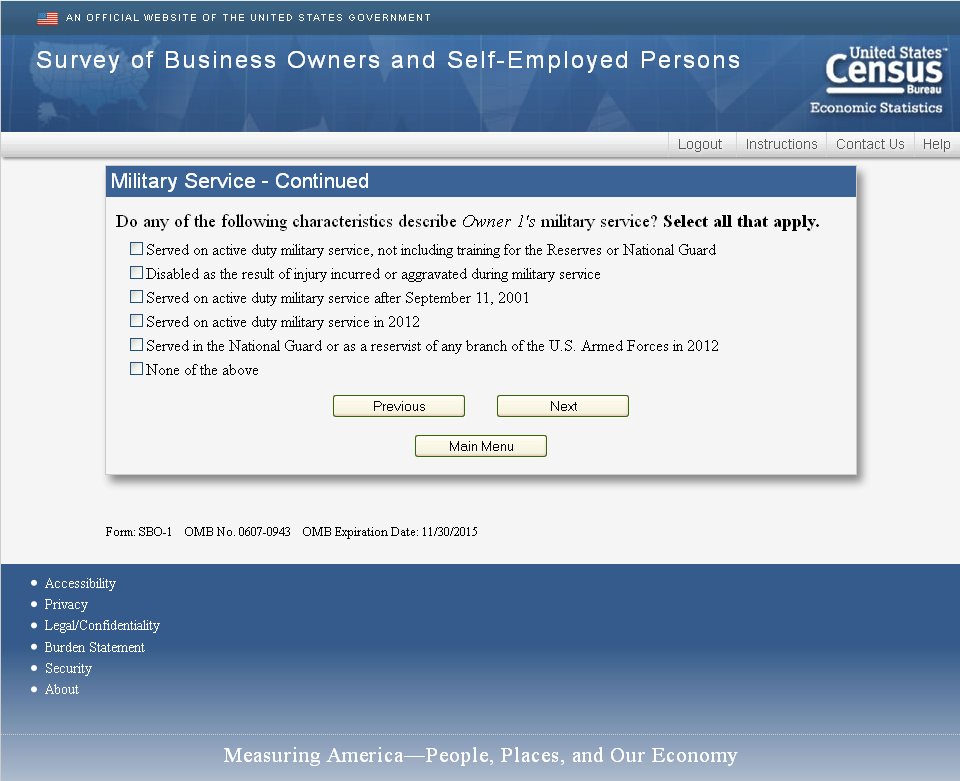 AN OFFICIAL WEBSITE OF THE UNITED STATES GOVERNMENT
Survey of Business Owners and Self-Employed Persons
United States™
Census
Bureau
Economic Statistics
Logout Instructions Contact Us Help
Military Service - Continued
Do any of the following characteristics describe Owner 1's military service? Select all that apply.
Served on active duty military service, not including training for the Reserves or National Guard
Disabled as the result of injury incurred or aggravated during military service
Served on active duty military service after September 11, 2001
Served on active duty military service in 2012
Served in the National Guard or as a reservist of any branch of the U.S. Armed Forces in 2012
None of the above
Previous Next
Main Menu
Form: SBO-1 OMB No. 0607-0943 OMB Expiration Date: 11/30/2015
Accessibility
Privacy
Legal/Confidentiality
Burden Statement
Security
About
Measuring America—People, Places, and Our Economy